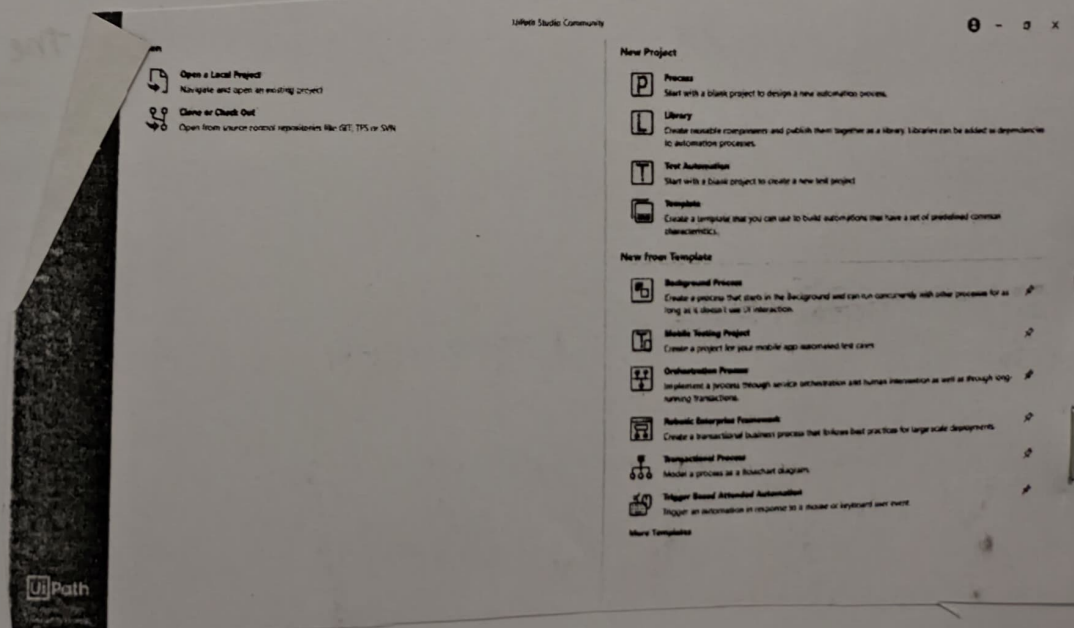 UiPath Studio Community
Open a Local Project
Navigate and open an existing project
Clone or Check Out
Open from source control repositories like GIT, TFS or SVN
New Project
Process
Start with a blank project to design a new automation process.
Library
Create reusable components and publish them together as a library. Libraries can be added as dependencies
to automation processes.
Test Automation
Start with a blank project to create a new test project
Template
Create a template that you can use to build automations that have a set of predefined common
characteristics.
New from Template
Background Process
Create a process that starts in the Background and can run concurrently with other processes for as
long as it doesn't use UI interaction.
Mobile Testing Project
Create a project for your mobile app automated test cases
Orchestration Process
Implement a process through service orchestration and human intervention as well as through long-
running transactions.
Robotic Enterprise Framework
Create a transactional business process that follows best practices for large scale deployments
Transactional Process
Model a process as a flowchart diagram.
Trigger Based Attended Automation
Trigger an automation in response to a mouse or keyboard user event
More Templates
UiPath